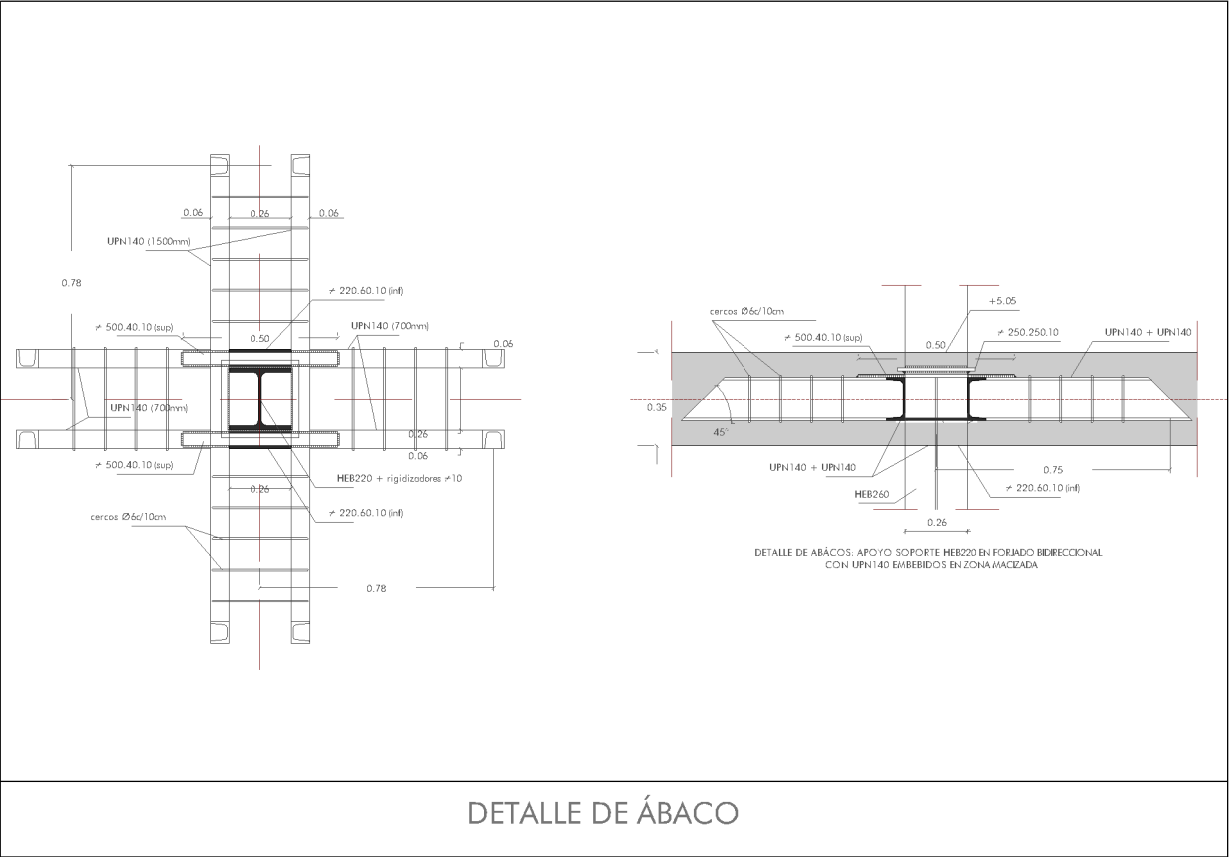 0.06
0.26
0.06
UPN140 (1500mm)
0.78
≠ 220.60.10 (inf)
≠ 500.40.10 (sup)
0.50
UPN140 (700mm)
0.06
UPN140 (700mm)
0.26
0.06
≠ 500.40.10 (sup)
HEB220 + rigidizadores ≠10
0.26
≠ 220.60.10 (inf)
cercos Ø6c/10cm
0.78
+5.05
cercos Ø6c/10cm
≠ 500.40.10 (sup)
0.50
≠ 250.250.10
UPN140 + UPN140
0.35
45°
UPN140 + UPN140
0.75
HEB260
≠ 220.60.10 (inf)
0.26
DETALLE DE ABÁCOS: APOYO SOPORTE HEB220 EN FORJADO BIDIRECCIONAL
CON UPN140 EMBEBIDOS EN ZONA MACIZADA
DETALLE DE ÁBACO